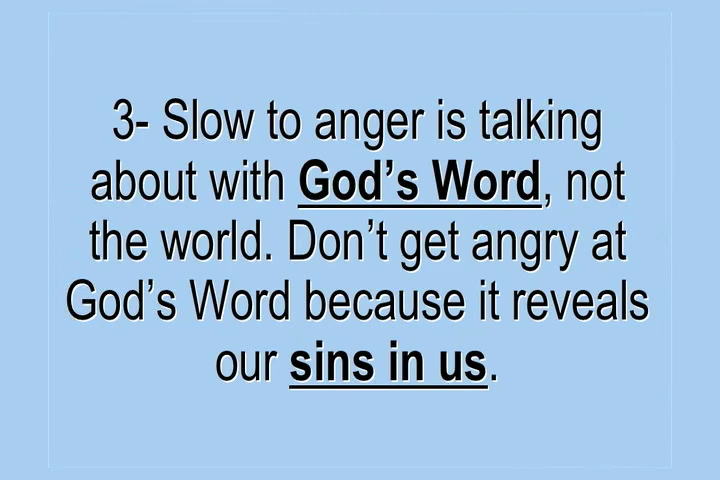 3- Slow to anger is talking
about with God’s Word, not
the world. Don’t get angry at
God’s Word because it reveals
our sins in us.